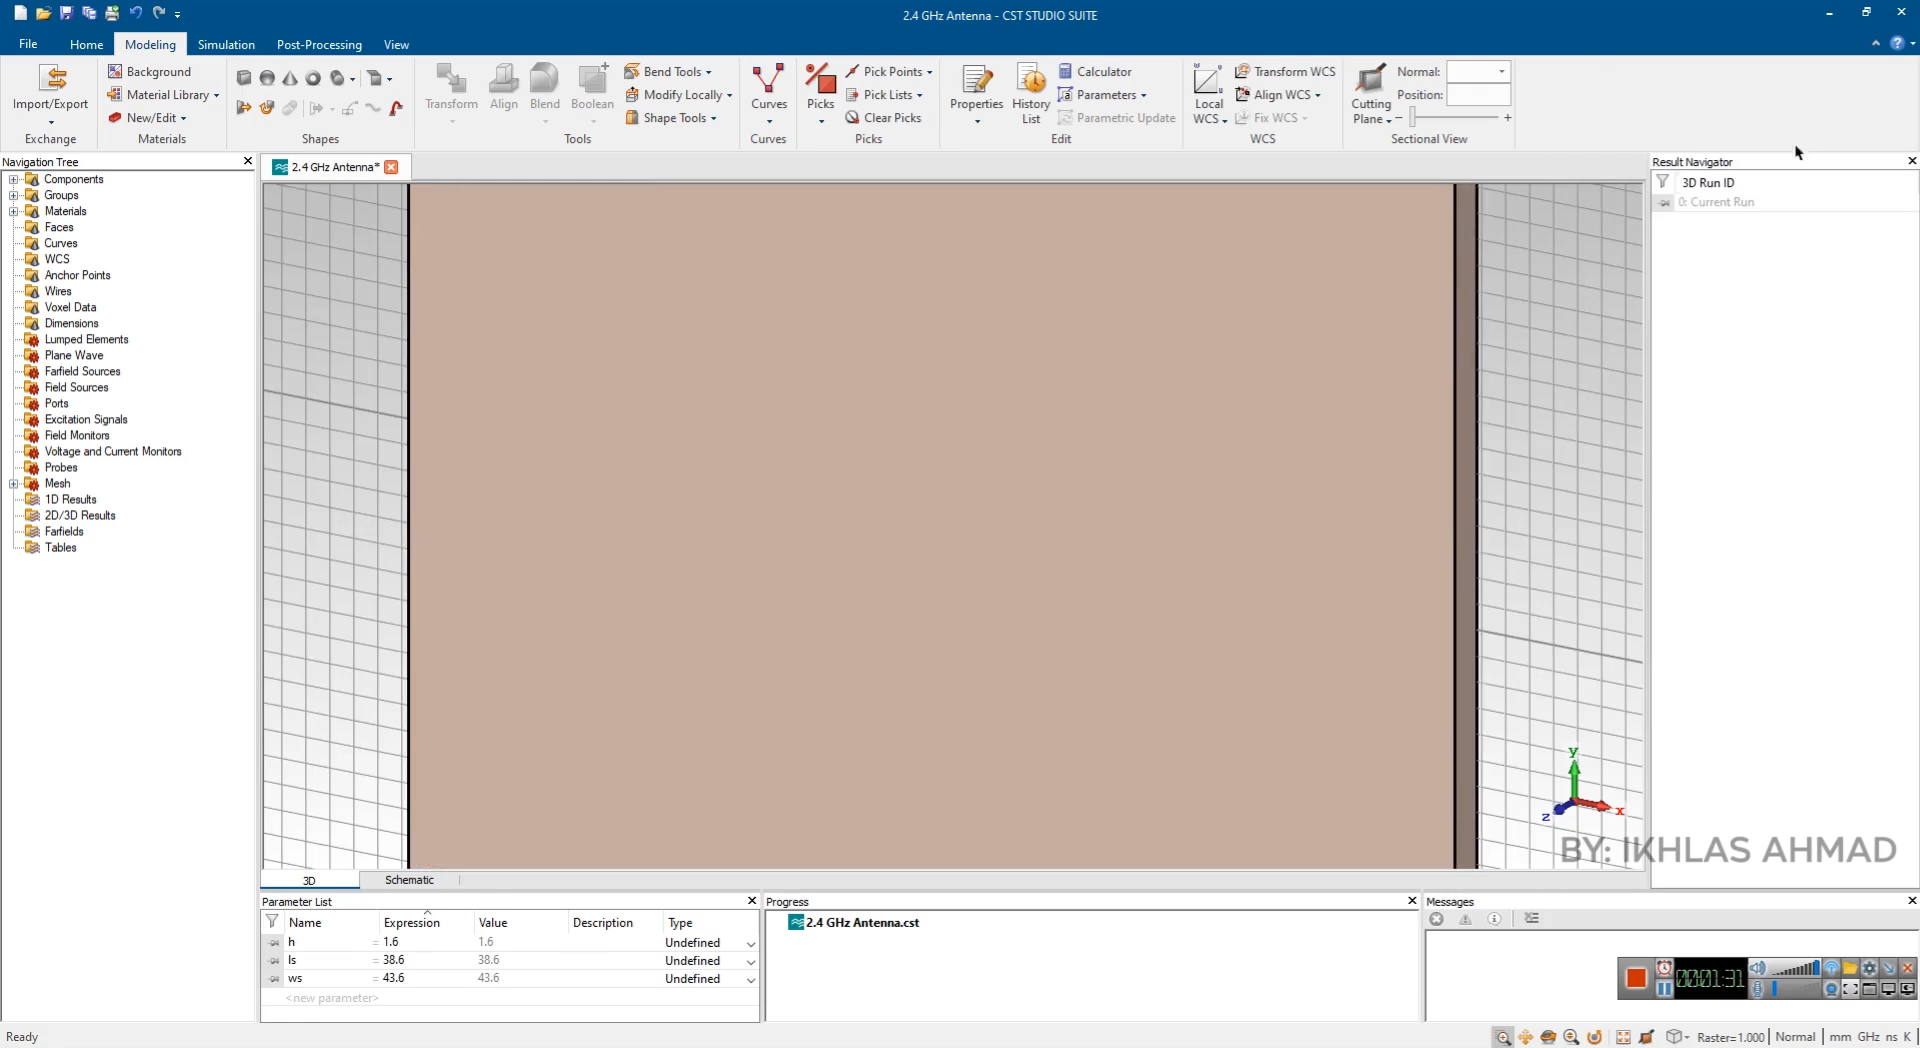 2.4 GHz Antenna - CST STUDIO SUITE
File
Home
Modeling
Simulation
Post-Processing
View
Import/Export
Exchange
Background
Material Library
New/Edit
Materials
Shapes
Transform
Align
Blend
Boolean
Bend Tools
Modify Locally
Shape Tools
Tools
Curves
Curves
Picks
Pick Points
Pick Lists
Clear Picks
Picks
Properties
History List
Calculator
Parameters
Parametric Update
Edit
Local WCS
Transform WCS
Align WCS
Fix WCS
WCS
Cutting Plane
Normal:
Position:
Sectional View
Navigation Tree
Components
Groups
Materials
Faces
Curves
WCS
Anchor Points
Wires
Voxel Data
Dimensions
Lumped Elements
Plane Wave
Farfield Sources
Field Sources
Ports
Excitation Signals
Field Monitors
Voltage and Current Monitors
Probes
Mesh
1D Results
2D/3D Results
Farfields
Tables
2.4 GHz Antenna*
y
x
z
3D
Schematic
Result Navigator
3D Run ID
0: Current Run
BY: IKHLAS AHMAD
Parameter List
Name Expression Value Description Type
h = 1.6 1.6 Undefined
ls = 38.6 38.6 Undefined
ws = 43.6 43.6 Undefined
<new parameter>
Progress
2.4 GHz Antenna.cst
Messages
00:01:31
Ready
Raster=1.000 Normal mm GHz ns K